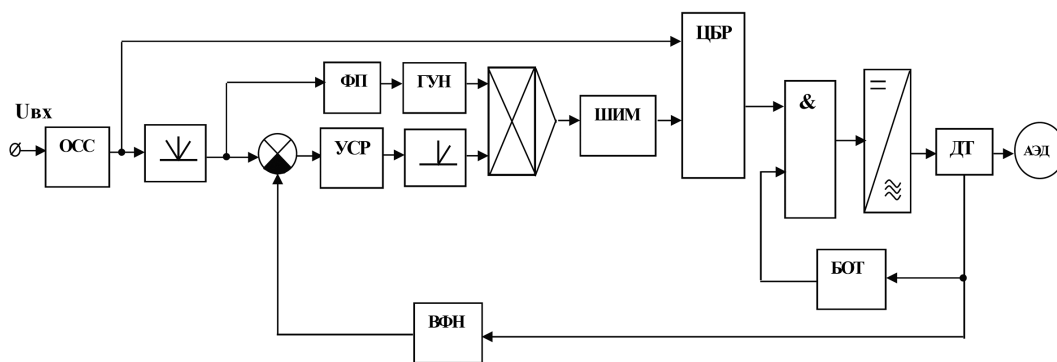 Uвх
ОСС
ФП
ГУН
УСР
ШИМ
ЦБР
&
=
≈
ДТ
АЭД
БОТ
ВФН